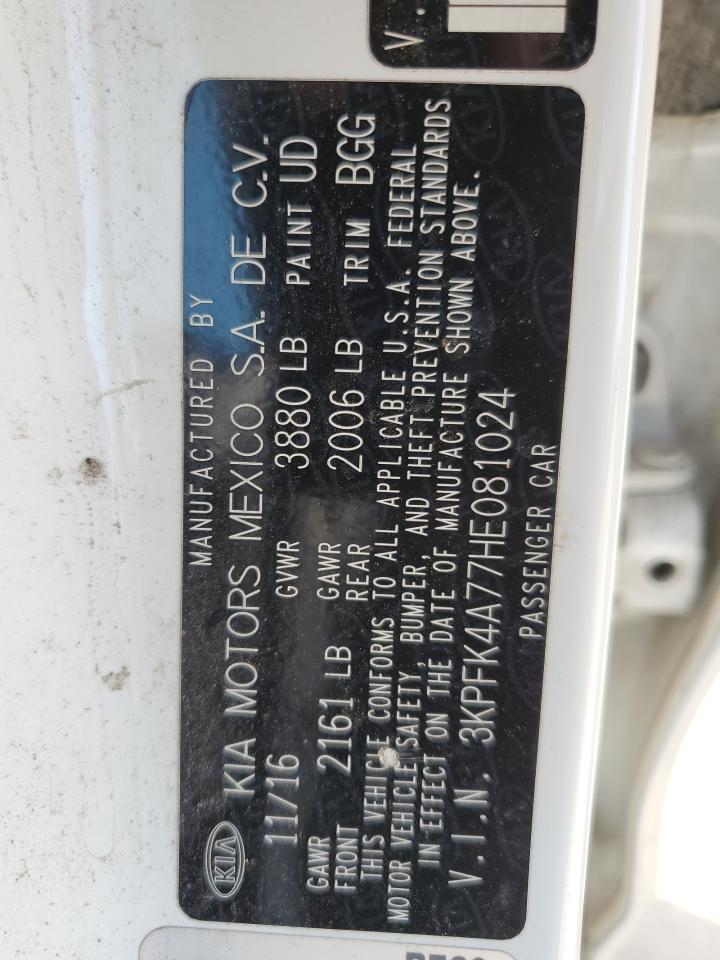 MANUFACTURED BY
KIA KIA MOTORS MEXICO S.A. DE C.V.
11/16 GVWR 3880 LB PAINT UD
GAWR FRONT 2161 LB GAWR REAR 2006 LB TRIM BGG
THIS VEHICLE CONFORMS TO ALL APPLICABLE U.S.A. FEDERAL
MOTOR VEHICLE SAFETY, BUMPER, AND THEFT PREVENTION STANDARDS
IN EFFECT ON THE DATE OF MANUFACTURE SHOWN ABOVE.
V.I.N. 3KPFK4A77HE081024
PASSENGER CAR
V.